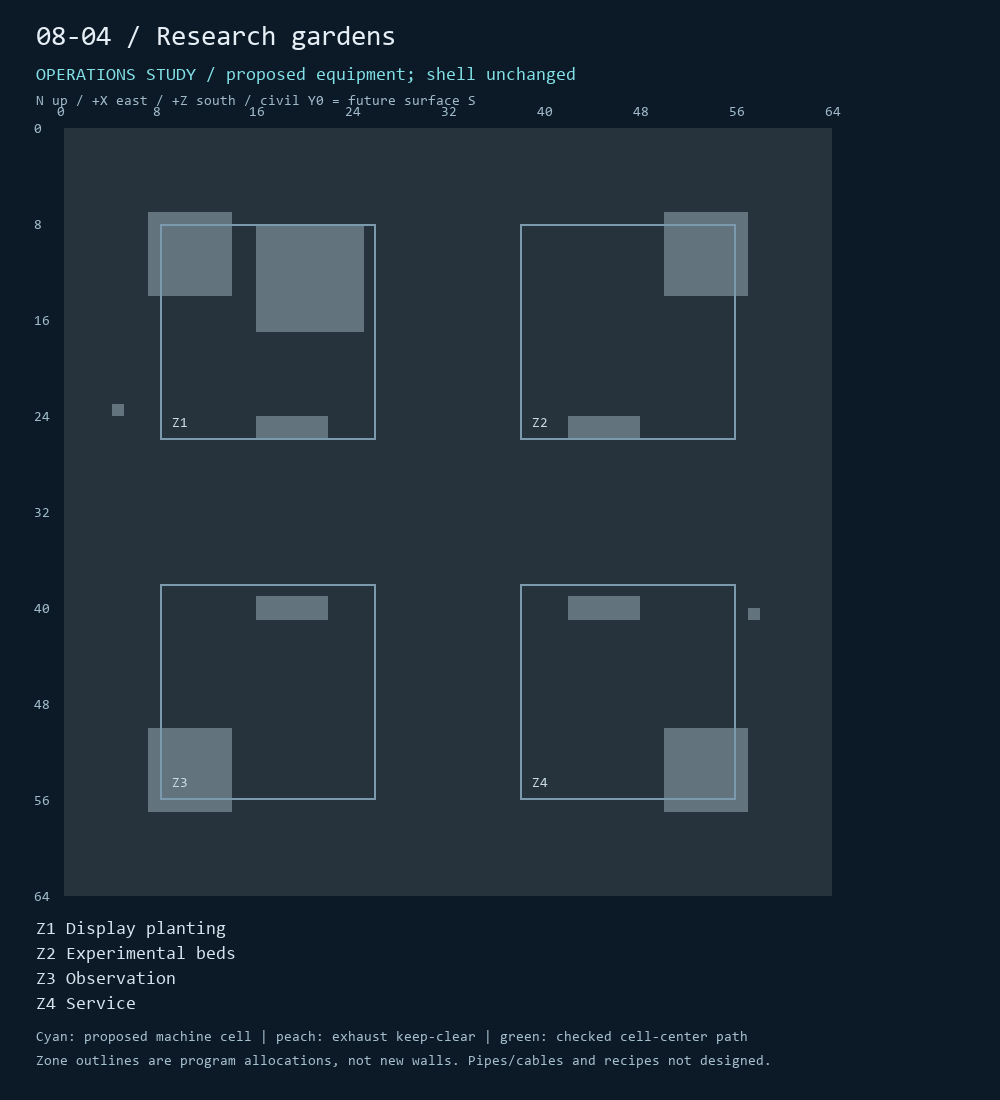 08-04 / Research gardens
OPERATIONS STUDY / proposed equipment; shell unchanged
N up / +X east / +Z south / civil Y0 = future surface S
0 8 16 24 32 40 48 56 64
0
8
16
24
Z1 Z2
32
40
48
Z3 Z4
56
64
Z1 Display planting
Z2 Experimental beds
Z3 Observation
Z4 Service
Cyan: proposed machine cell | peach: exhaust keep-clear | green: checked cell-center path
Zone outlines are program allocations, not new walls. Pipes/cables and recipes not designed.